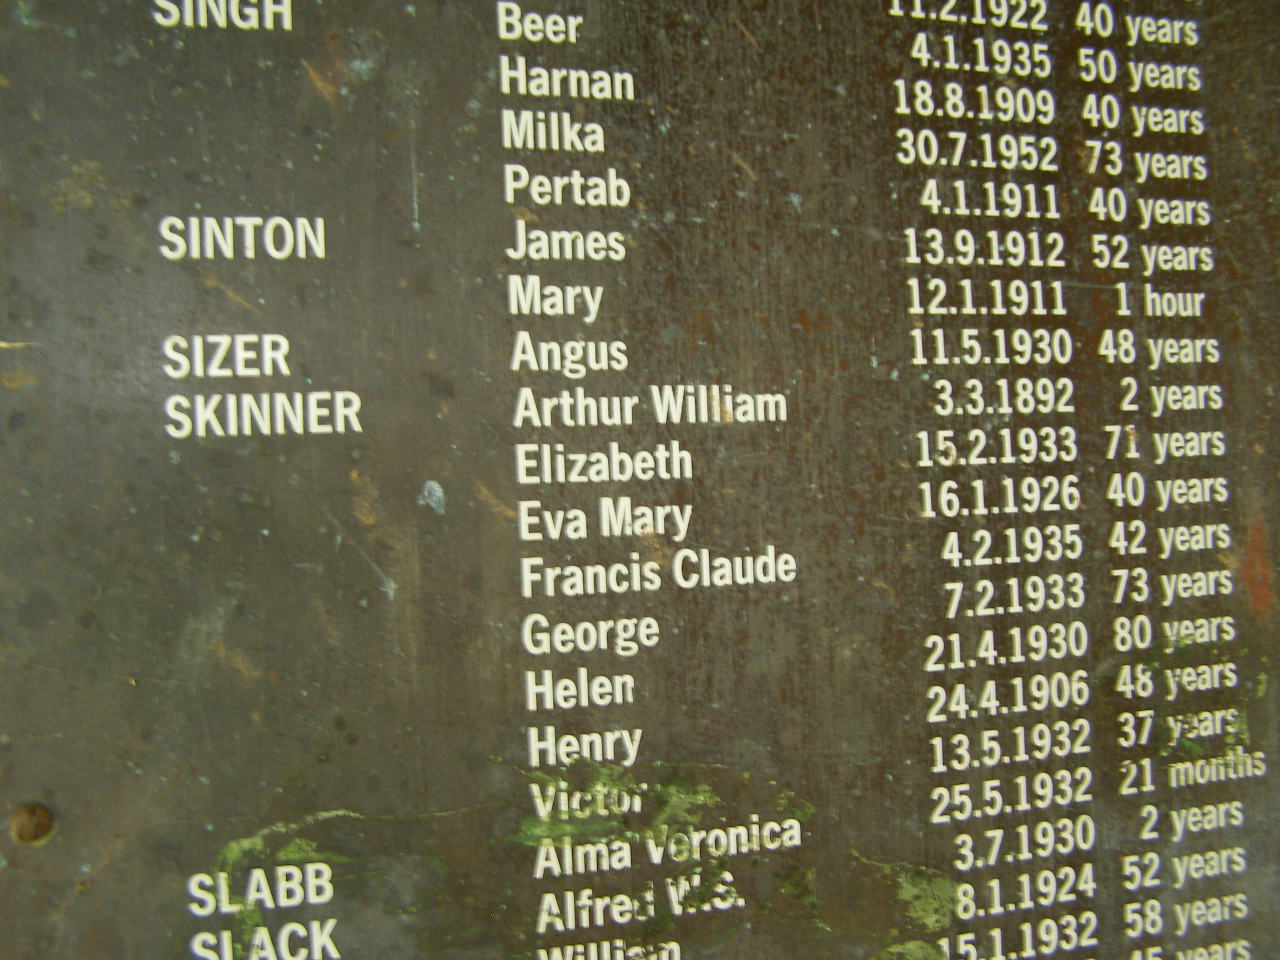 11.2.1922 40 years
SINGH Beer 4.1.1935 50 years
Harnan 18.8.1909 40 years
Milka 30.7.1952 73 years
Pertab 4.1.1911 40 years
SINTON James 13.9.1912 52 years
Mary 12.1.1911 1 hour
SIZER Angus 11.5.1930 48 years
SKINNER Arthur William 3.3.1892 2 years
Elizabeth 15.2.1933 71 years
Eva Mary 16.1.1926 40 years
Francis Claude 4.2.1935 42 years
George 7.2.1933 73 years
Helen 21.4.1930 80 years
Henry 24.4.1906 48 years
Victor 13.5.1932 37 years
SLABB Alma Veronica 25.5.1932 21 months
SLACK Alfred W.S. 3.7.1930 2 years
William 8.1.1924 52 years
15.1.1932 58 years
45 years